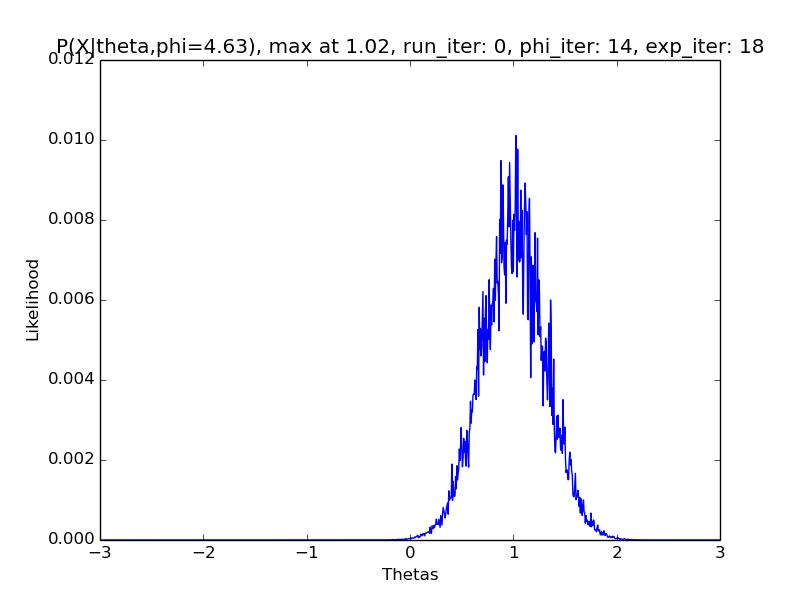 P(X|theta,phi=4.63), max at 1.02, run_iter: 0, phi_iter: 14, exp_iter: 18
0.012
0.010
0.008
0.006
0.004
0.002
0.000
Likelihood
−3 −2 −1 0 1 2 3
Thetas